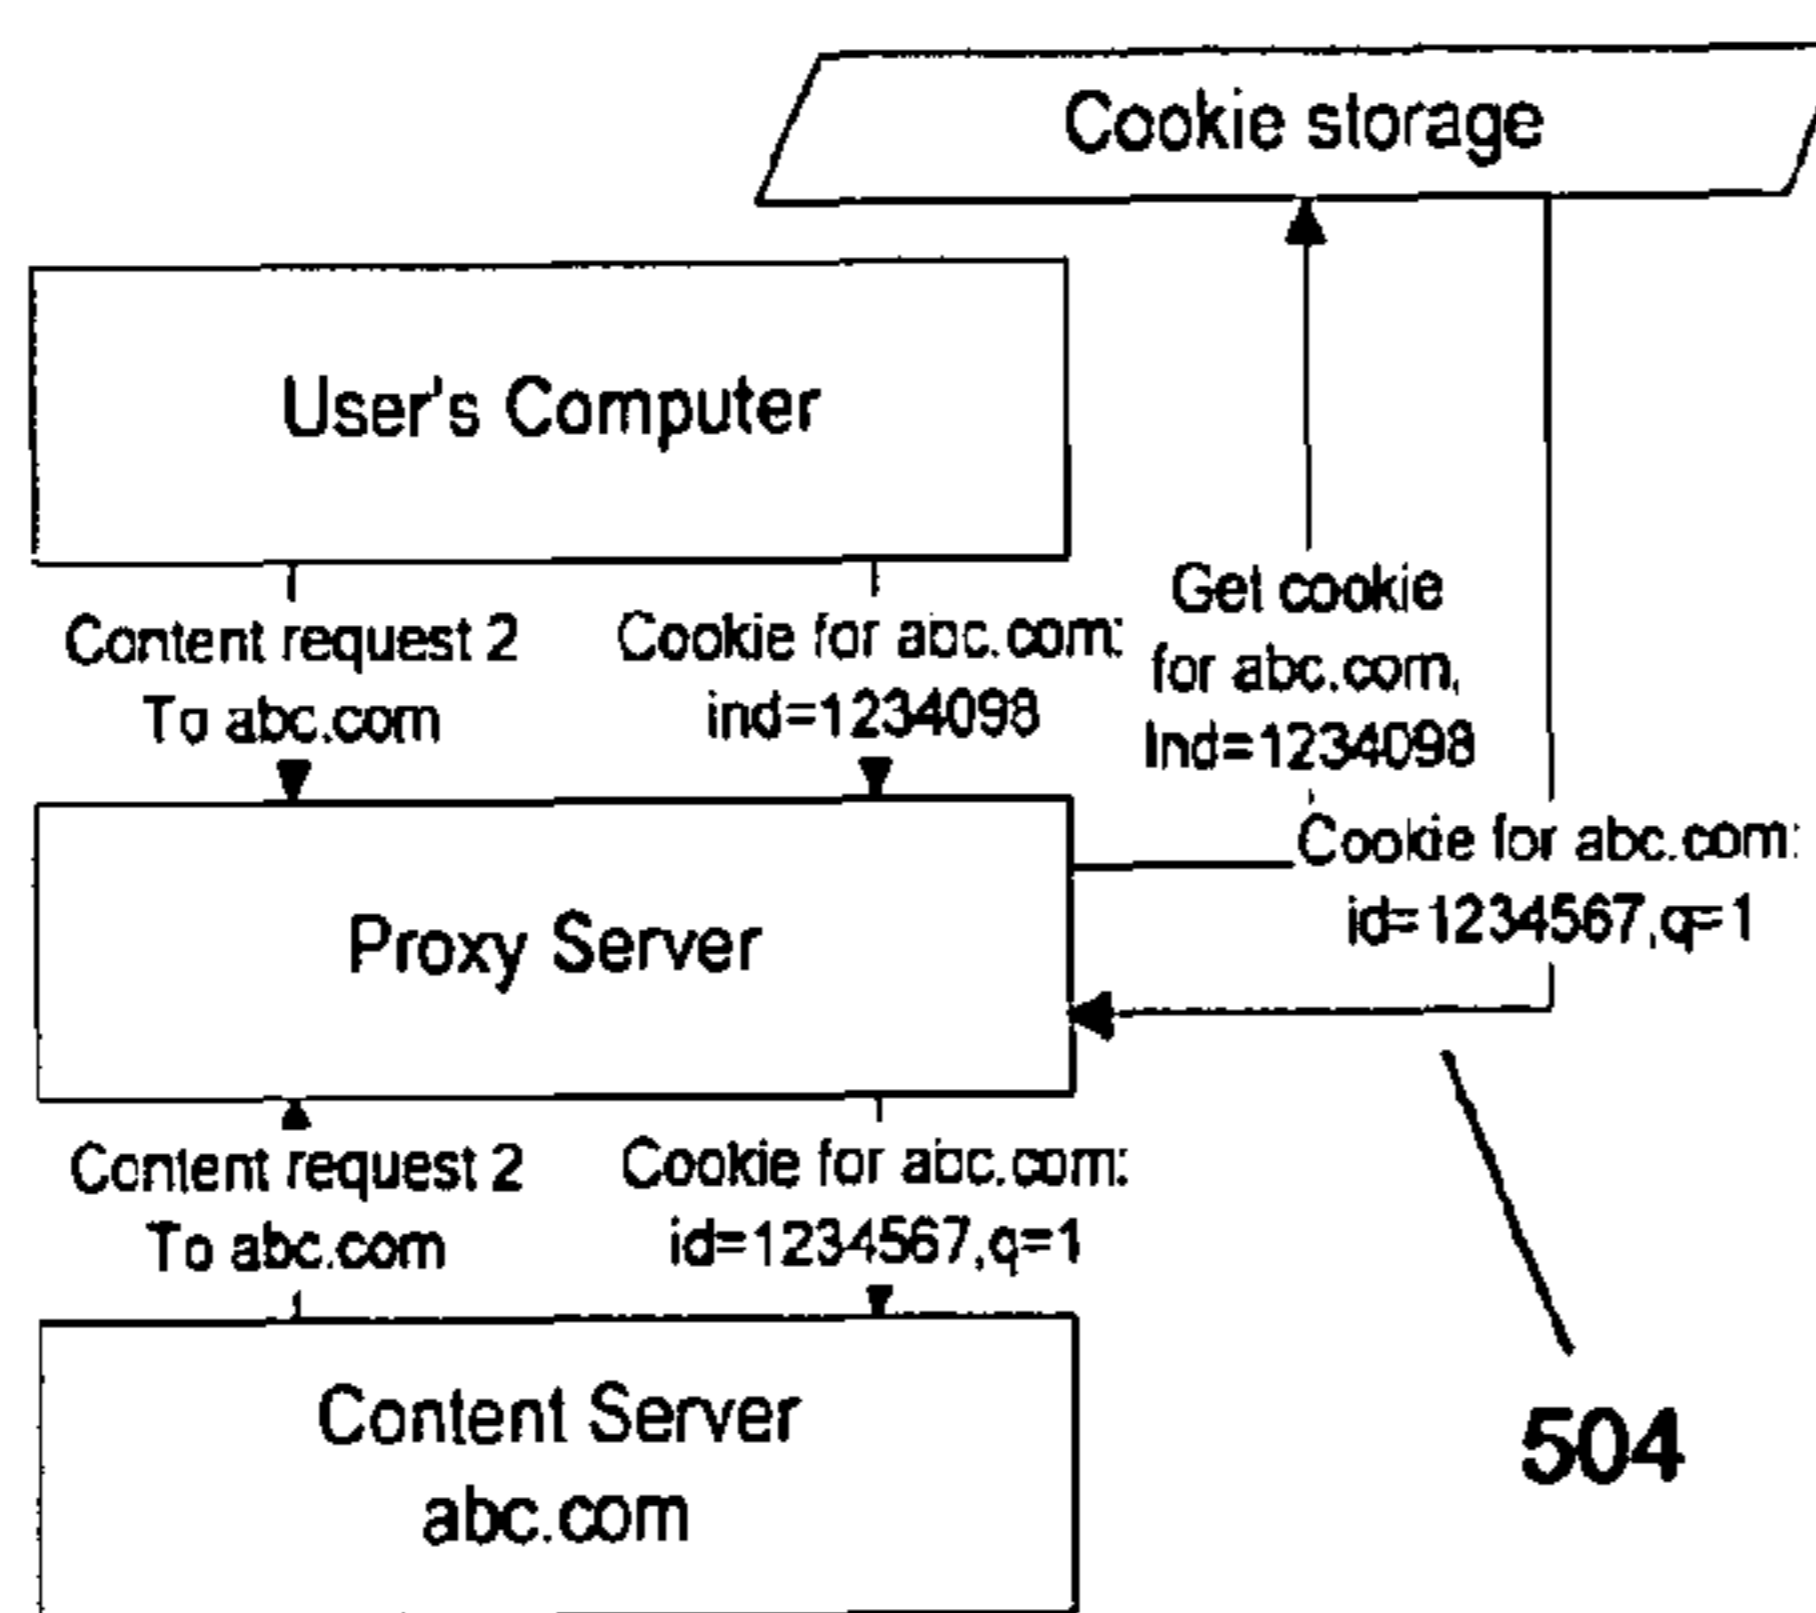 Cookie storage
User's Computer
Content request 2
To abc.com
Cookie for abc.com:
ind=1234098
Get cookie
for abc.com,
Ind=1234098
Cookie for abc.com:
id=1234567,q=1
Proxy Server
Content request 2
To abc.com
Cookie for abc.com:
id=1234567,q=1
Content Server
abc.com
504